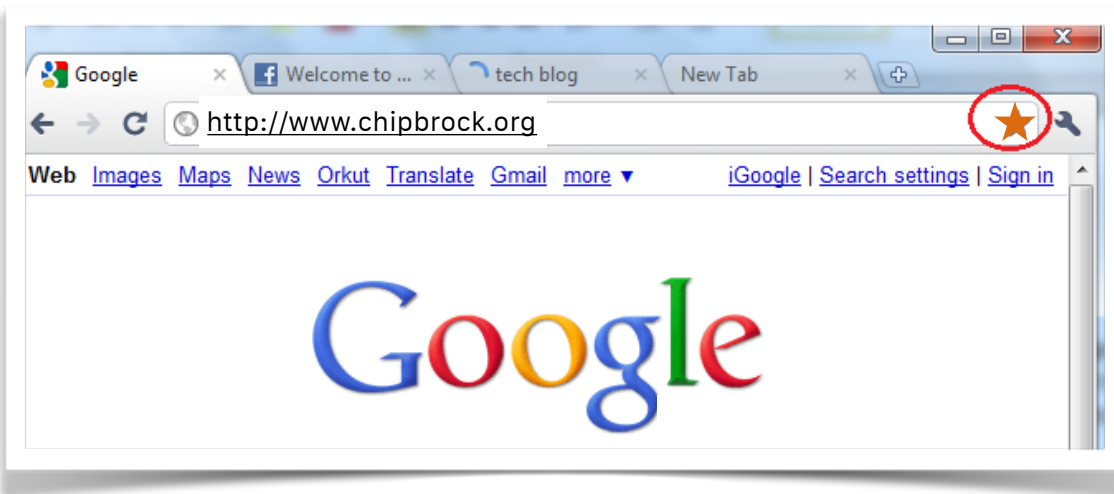 Google Welcome to ... tech blog New Tab
http://www.chipbrock.org
Web Images Maps News Orkut Translate Gmail more ▼ iGoogle | Search settings | Sign in
Google